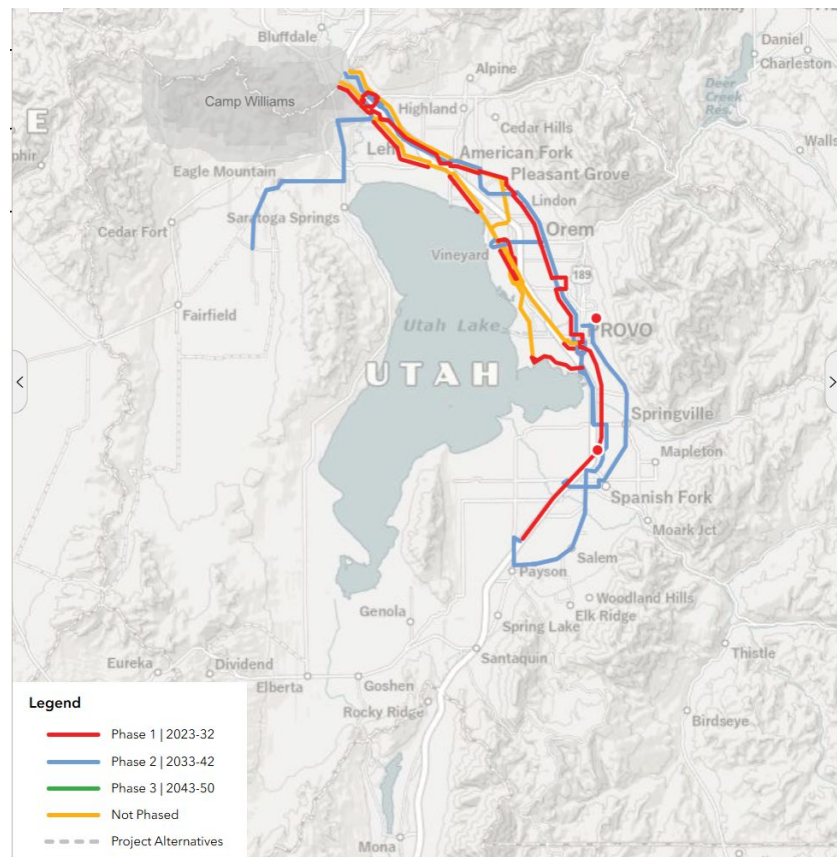 Midway
Bluffdale
Daniel
Charleston
Alpine
Deer
Creek
Res.
Camp Williams
Highland
Cedar Hills
E
Walls
Lehi
American Fork
phir
Eagle Mountain
Pleasant Grove
Lindon
Saratoga Springs
Cedar Fort
Orem
Vineyard
189
Fairfield
Utah Lake
PROVO
UTAH
Springville
Mapleton
Spanish Fork
Moark Jct
Salem
Payson
Woodland Hills
Genola
Elk Ridge
Spring Lake
Thistle
Santaquin
Eureka
Dividend
Elberta
Goshen
Rocky Ridge
Birdseye
Mona
Legend
Phase 1 | 2023-32
Phase 2 | 2033-42
Phase 3 | 2043-50
Not Phased
Project Alternatives